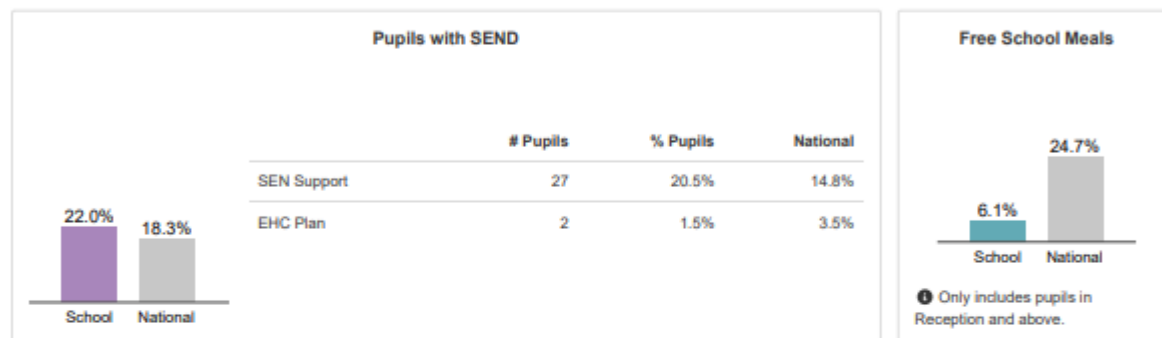 Pupils with SEND
# Pupils % Pupils National
SEN Support 27 20.5% 14.8%
EHC Plan 2 1.5% 3.5%
22.0% 18.3%
School National
Free School Meals
24.7%
6.1%
School National
Only includes pupils in
Reception and above.